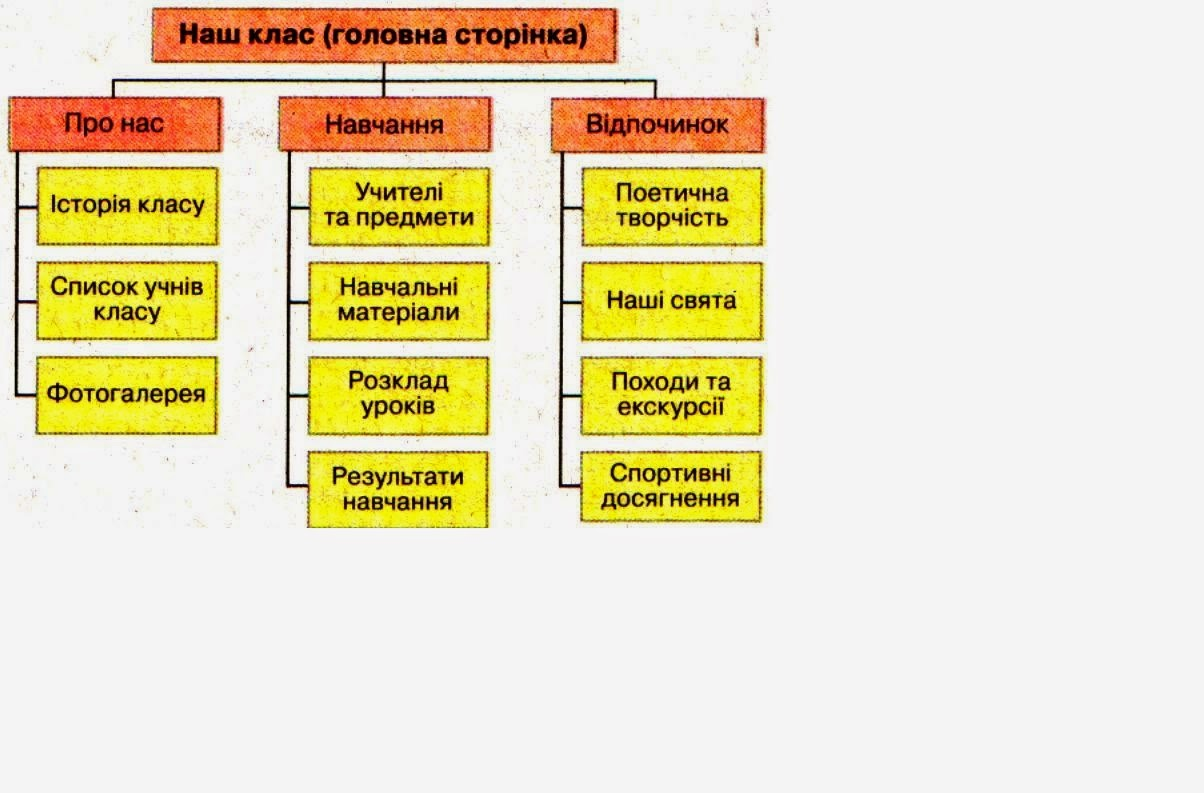 Наш клас (головна сторінка)
Про нас
Історія класу
Список учнів
класу
Фотогалерея
Навчання
Учителі
та предмети
Навчальні
матеріали
Розклад
уроків
Результати
навчання
Відпочинок
Поетична
творчість
Наші свята
Походи та
екскурсії
Спортивні
досягнення